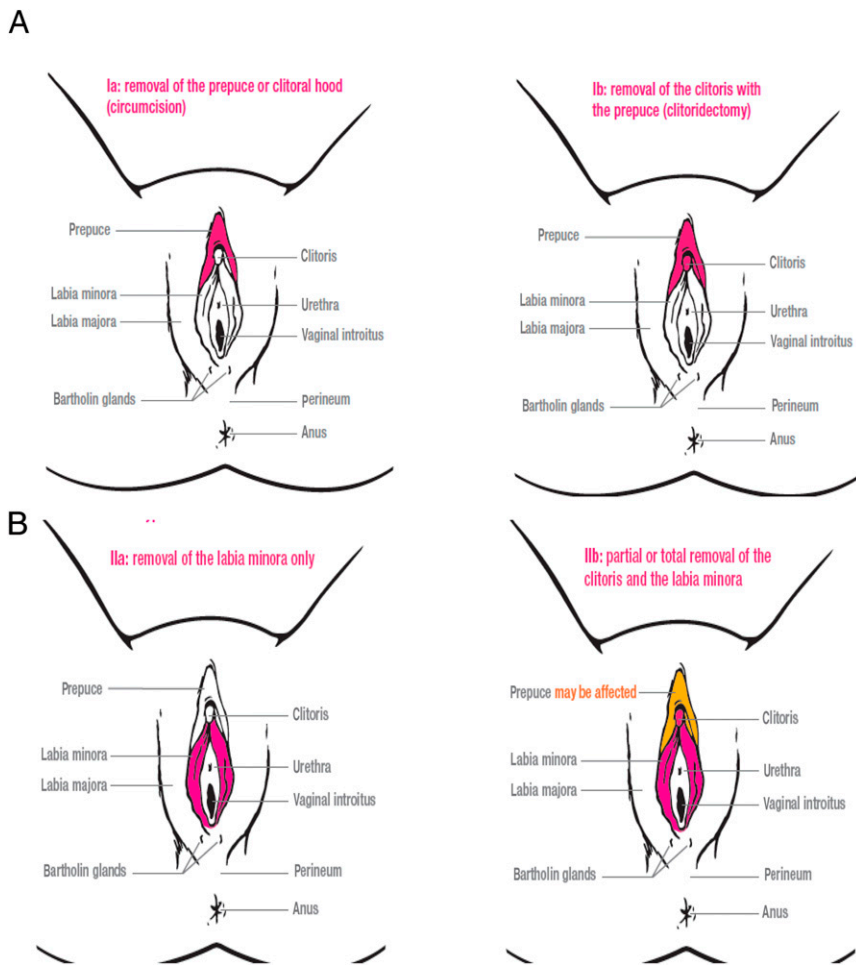 A
Ia: removal of the prepuce or clitoral hood
(circumcision)
Prepuce
Clitoris
Labia minora
Urethra
Labia majora
Vaginal introitus
Bartholin glands
Perineum
Anus
Ib: removal of the clitoris with
the prepuce (clitoridectomy)
Prepuce
Clitoris
Labia minora
Urethra
Labia majora
Vaginal introitus
Bartholin glands
Perineum
Anus
B
IIa: removal of the labia minora only
Prepuce
Clitoris
Labia minora
Urethra
Labia majora
Vaginal introitus
Bartholin glands
Perineum
Anus
IIb: partial or total removal of the
clitoris and the labia minora
Prepuce may be affected
Clitoris
Labia minora
Urethra
Labia majora
Vaginal introitus
Bartholin glands
Perineum
Anus